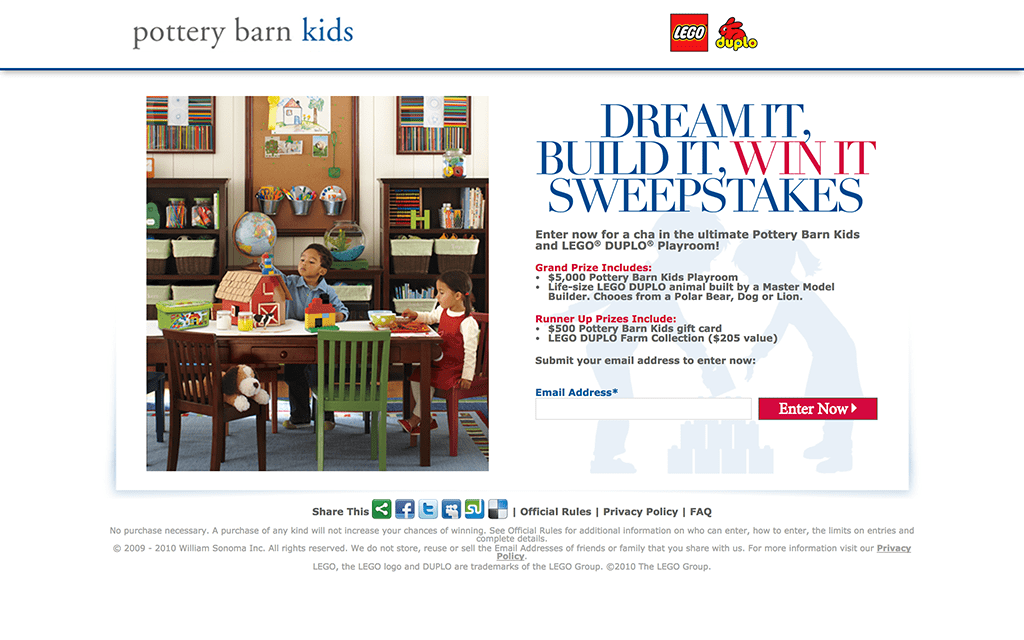 pottery barn kids
LEGO
duplo
DREAM IT,
BUILD IT, WIN IT
SWEEPSTAKES
Enter now for a cha in the ultimate Pottery Barn Kids
and LEGO® DUPLO® Playroom!
Grand Prize Includes:
• $5,000 Pottery Barn Kids Playroom
• Life-size LEGO DUPLO animal built by a Master Model
Builder. Chooes from a Polar Bear, Dog or Lion.
Runner Up Prizes Include:
• $500 Pottery Barn Kids gift card
• LEGO DUPLO Farm Collection ($205 value)
Submit your email address to enter now:
Email Address*
Enter Now
H
Share This | Official Rules | Privacy Policy | FAQ
No purchase necessary. A purchase of any kind will not increase your chances of winning. See Official Rules for additional information on who can enter, how to enter, the limits on entries and
complete details.
© 2009 - 2010 William Sonoma Inc. All rights reserved. We do not store, reuse or sell the Email Addresses of friends or family that you share with us. For more information visit our Privacy
Policy.
LEGO, the LEGO logo and DUPLO are trademarks of the LEGO Group. ©2010 The LEGO Group.